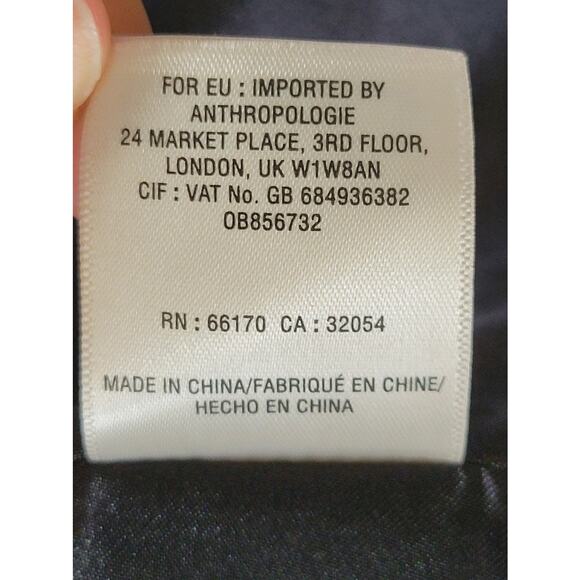 FOR EU : IMPORTED BY
ANTHROPOLOGIE
24 MARKET PLACE, 3RD FLOOR,
LONDON, UK W1W8AN
CIF : VAT No. GB 684936382
OB856732
RN : 66170 CA : 32054
MADE IN CHINA/FABRIQUÉ EN CHINE/
HECHO EN CHINA